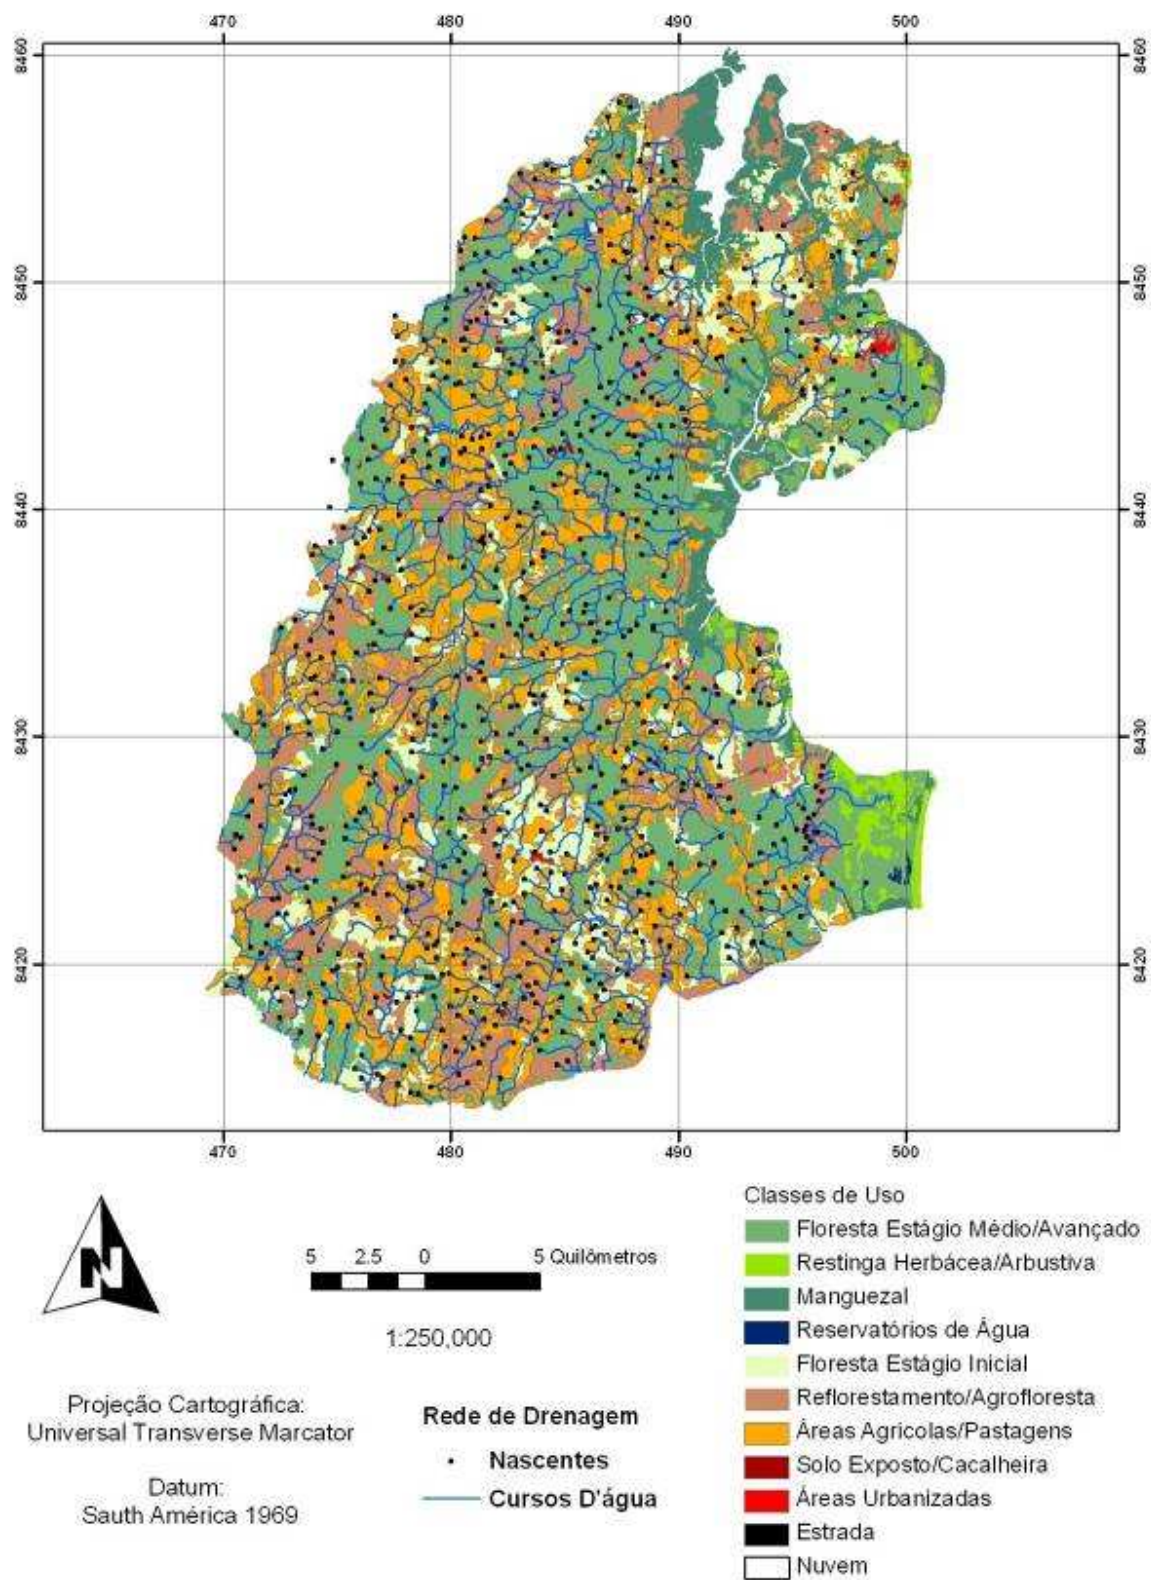 470 480 490 500
8460 8460
8450 8450
8440 8440
8430 8430
8420 8420
470 480 490 500
N
5 2.5 0 5 Quilômetros
1:250,000
Projeção Cartográfica:
Universal Transverse Marcator
Datum:
Sauth América 1969
Rede de Drenagem
Nascentes
Cursos D'água
Classes de Uso
Floresta Estágio Médio/Avançado
Restinga Herbácea/Arbustiva
Manguezal
Reservatórios de Água
Floresta Estágio Inicial
Reflorestamento/Agrofloresta
Áreas Agricolas/Pastagens
Solo Exposto/Cacalheira
Áreas Urbanizadas
Estrada
Nuvem